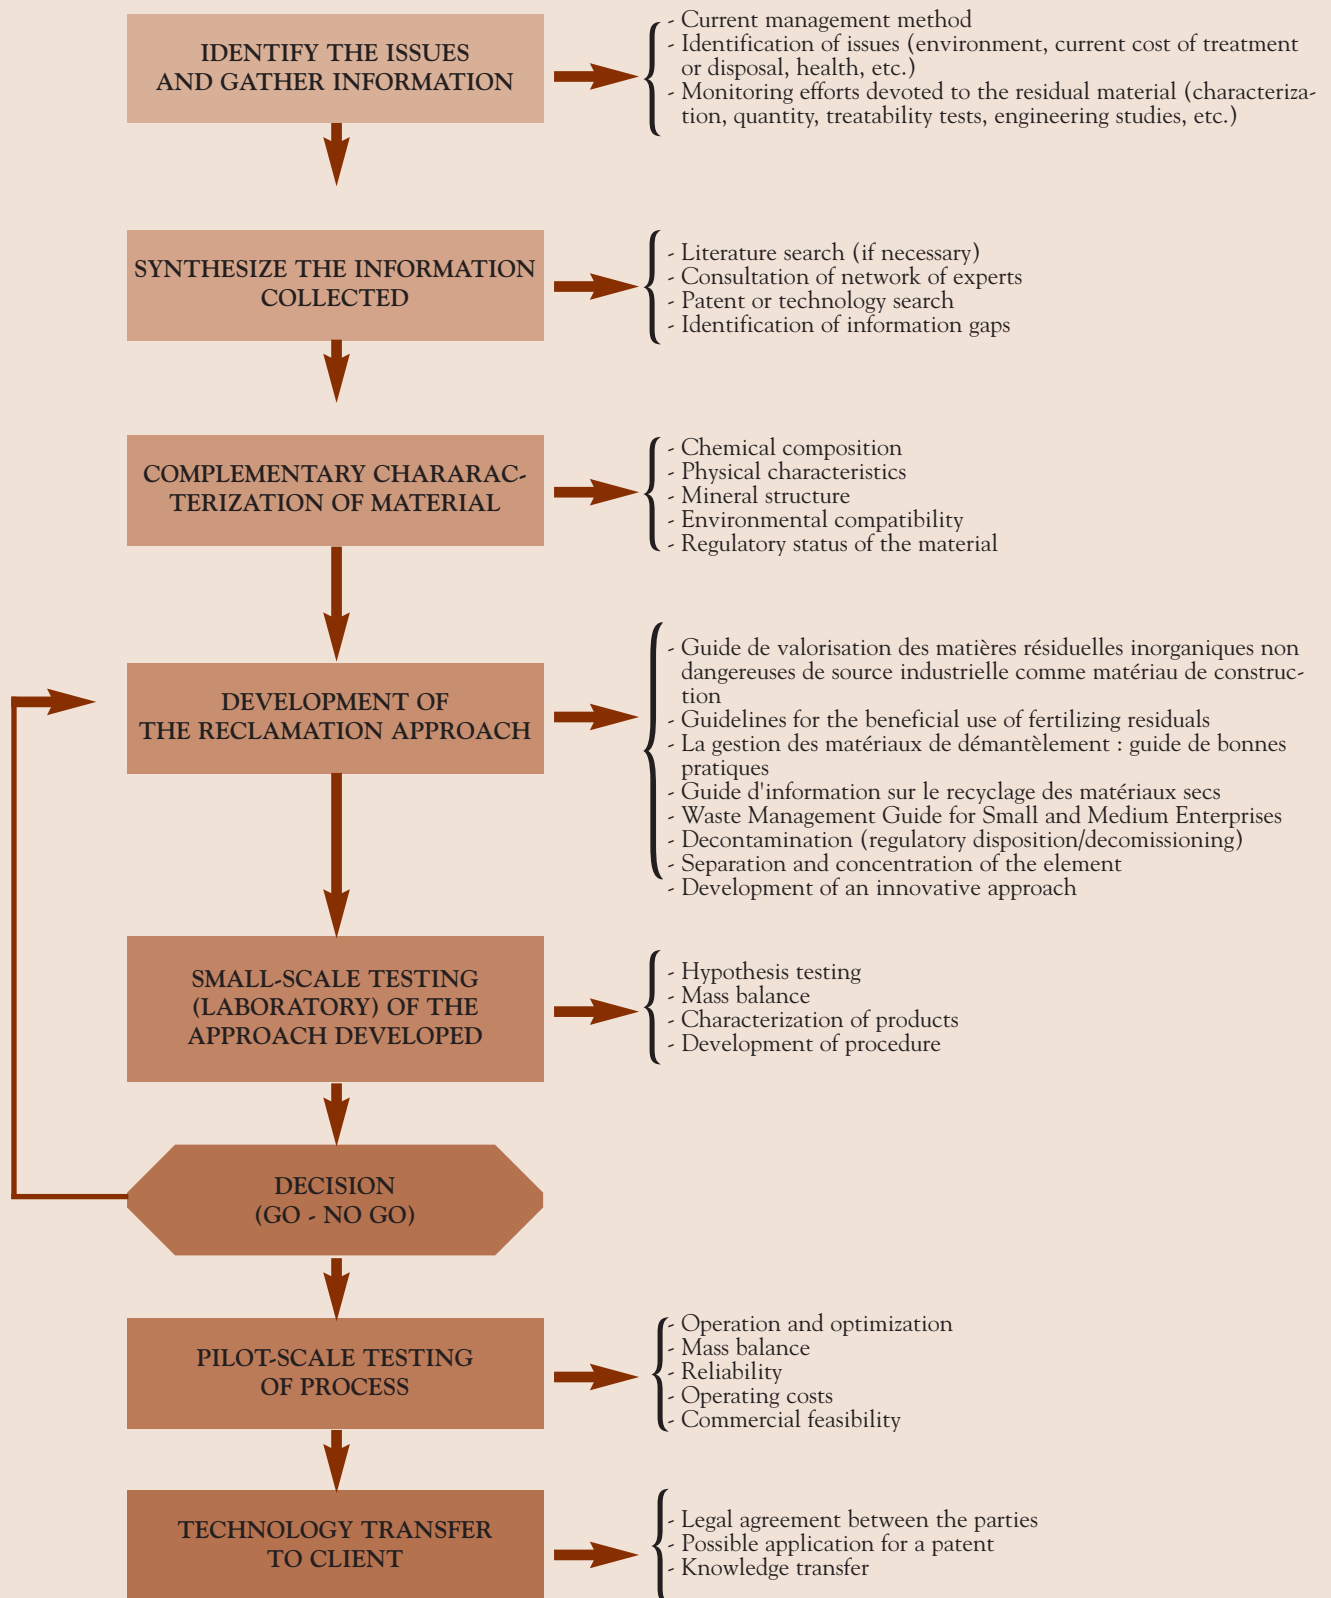 IDENTIFY THE ISSUES
AND GATHER INFORMATION
- Current management method
- Identification of issues (environment, current cost of treatment
or disposal, health, etc.)
- Monitoring efforts devoted to the residual material (characteriza-
tion, quantity, treatability tests, engineering studies, etc.)
SYNTHESIZE THE INFORMATION
COLLECTED
- Literature search (if necessary)
- Consultation of network of experts
- Patent or technology search
- Identification of information gaps
COMPLEMENTARY CHARARAC-
TERIZATION OF MATERIAL
- Chemical composition
- Physical characteristics
- Mineral structure
- Environmental compatibility
- Regulatory status of the material
DEVELOPMENT OF
THE RECLAMATION APPROACH
- Guide de valorisation des matières résiduelles inorganiques non
dangereuses de source industrielle comme matériau de construc-
tion
- Guidelines for the beneficial use of fertilizing residuals
- La gestion des matériaux de démantèlement : guide de bonnes
pratiques
- Guide d'information sur le recyclage des matériaux secs
- Waste Management Guide for Small and Medium Enterprises
- Decontamination (regulatory disposition/decomissioning)
- Separation and concentration of the element
- Development of an innovative approach
SMALL-SCALE TESTING
(LABORATORY) OF THE
APPROACH DEVELOPED
- Hypothesis testing
- Mass balance
- Characterization of products
- Development of procedure
DECISION
(GO - NO GO)
PILOT-SCALE TESTING
OF PROCESS
- Operation and optimization
- Mass balance
- Reliability
- Operating costs
- Commercial feasibility
TECHNOLOGY TRANSFER
TO CLIENT
- Legal agreement between the parties
- Possible application for a patent
- Knowledge transfer